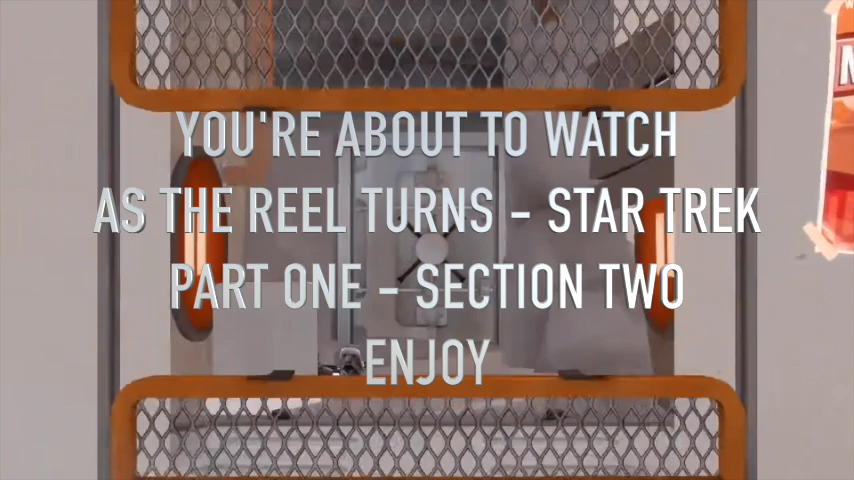 YOU'RE ABOUT TO WATCH
AS THE REEL TURNS - STAR TREK
PART ONE - SECTION TWO
ENJOY